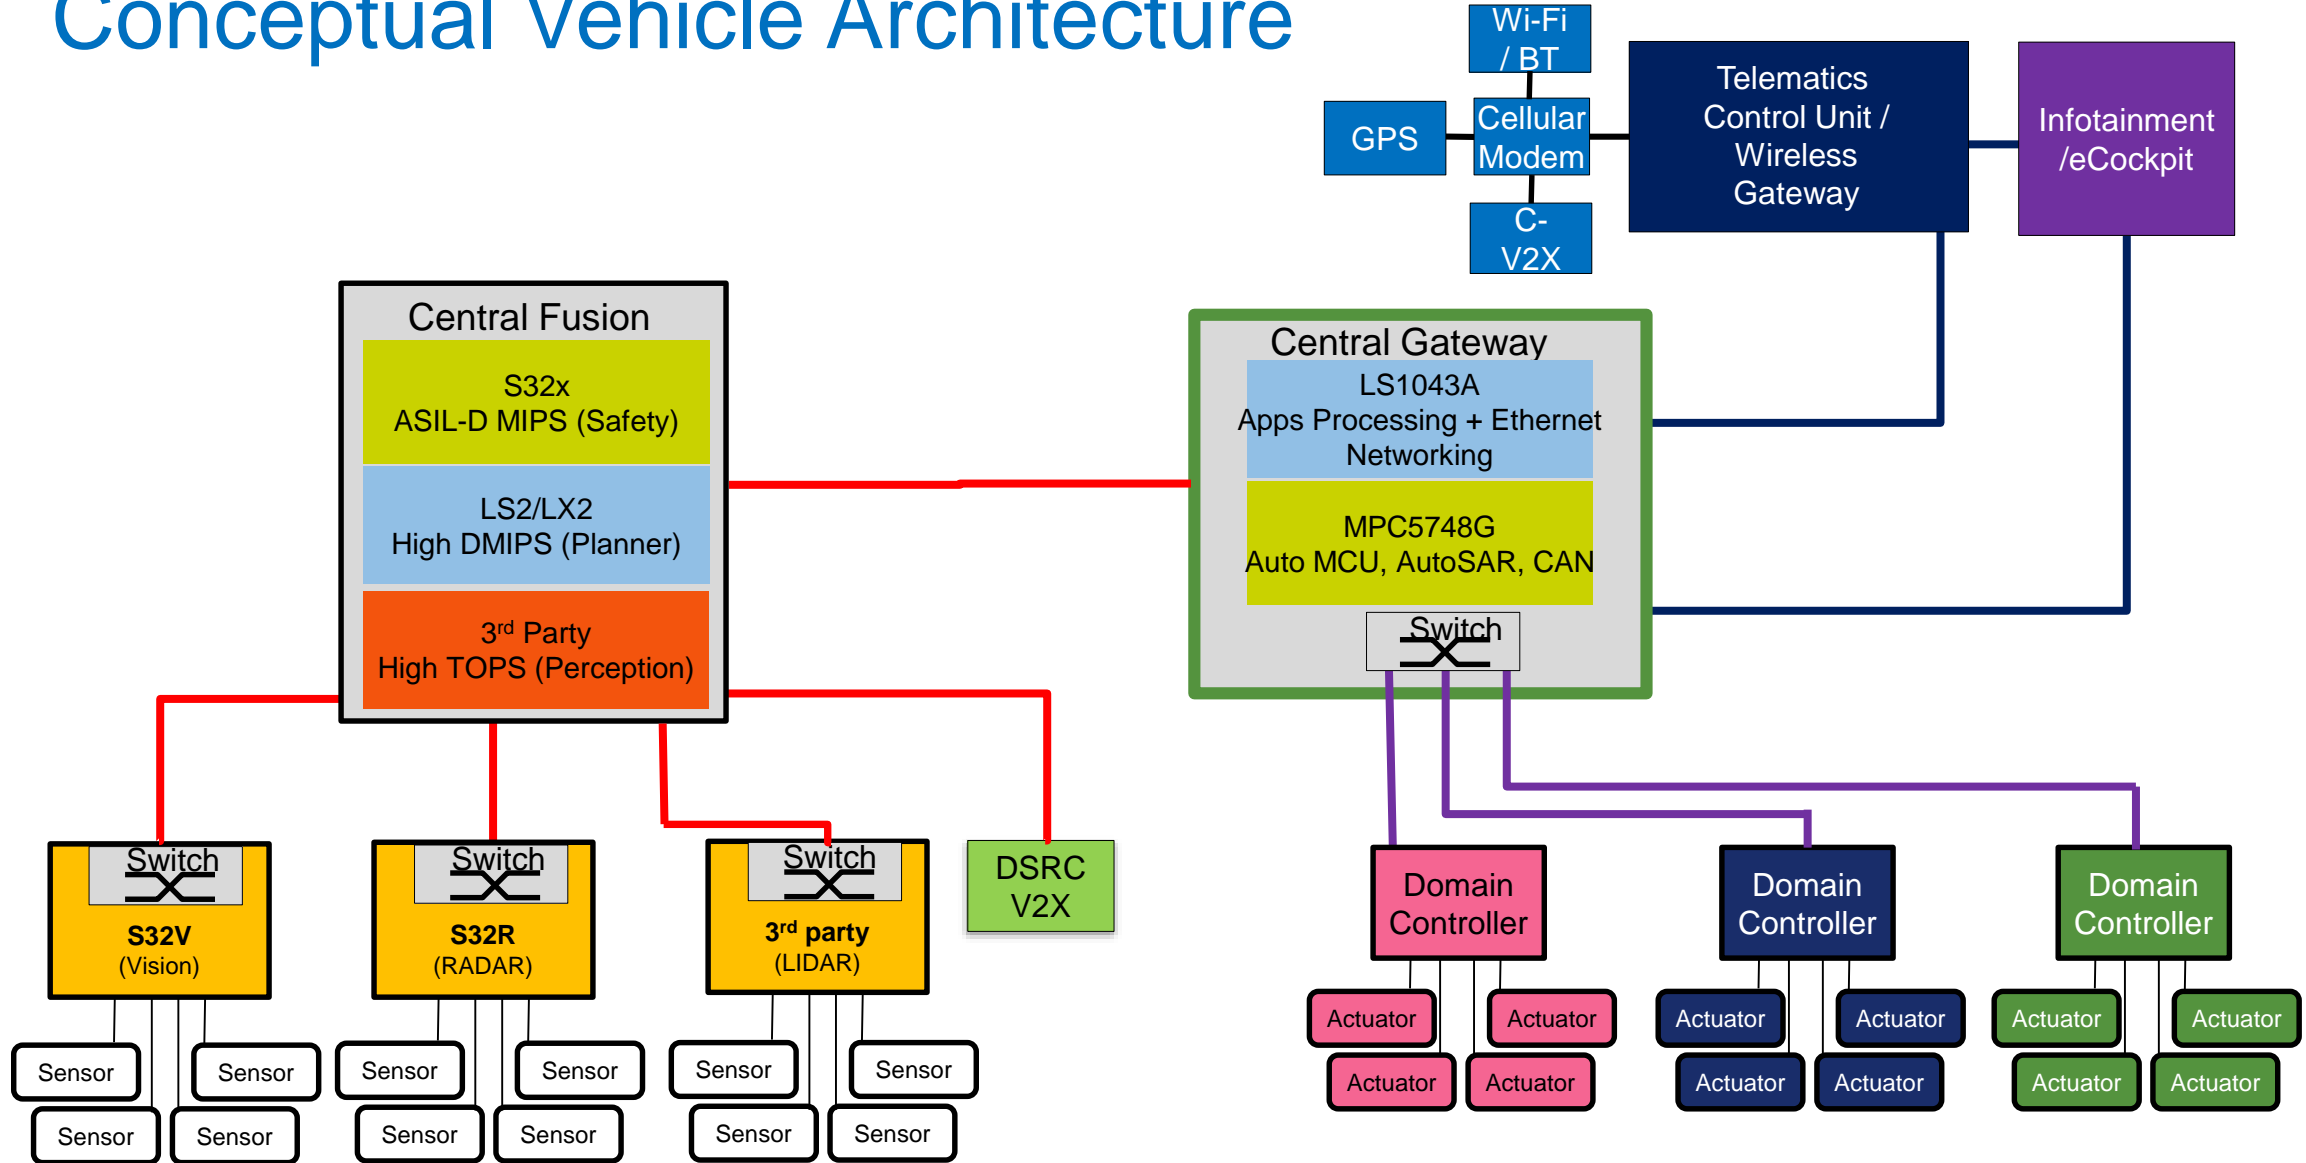 Conceptual Vehicle Architecture
Wi-Fi
/ BT
GPS
Cellular
Modem
C-
V2X
Telematics
Control Unit /
Wireless
Gateway
Infotainment
/eCockpit
Central Fusion
S32x
ASIL-D MIPS (Safety)
LS2/LX2
High DMIPS (Planner)
3rd Party
High TOPS (Perception)
Central Gateway
LS1043A
Apps Processing + Ethernet
Networking
MPC5748G
Auto MCU, AutoSAR, CAN
Switch
Switch
S32V
(Vision)
Switch
S32R
(RADAR)
Switch
3rd party
(LIDAR)
DSRC
V2X
Domain
Controller
Domain
Controller
Domain
Controller
Sensor
Sensor
Sensor
Sensor
Sensor
Sensor
Sensor
Sensor
Sensor
Sensor
Sensor
Sensor
Actuator
Actuator
Actuator
Actuator
Actuator
Actuator
Actuator
Actuator
Actuator
Actuator
Actuator
Actuator